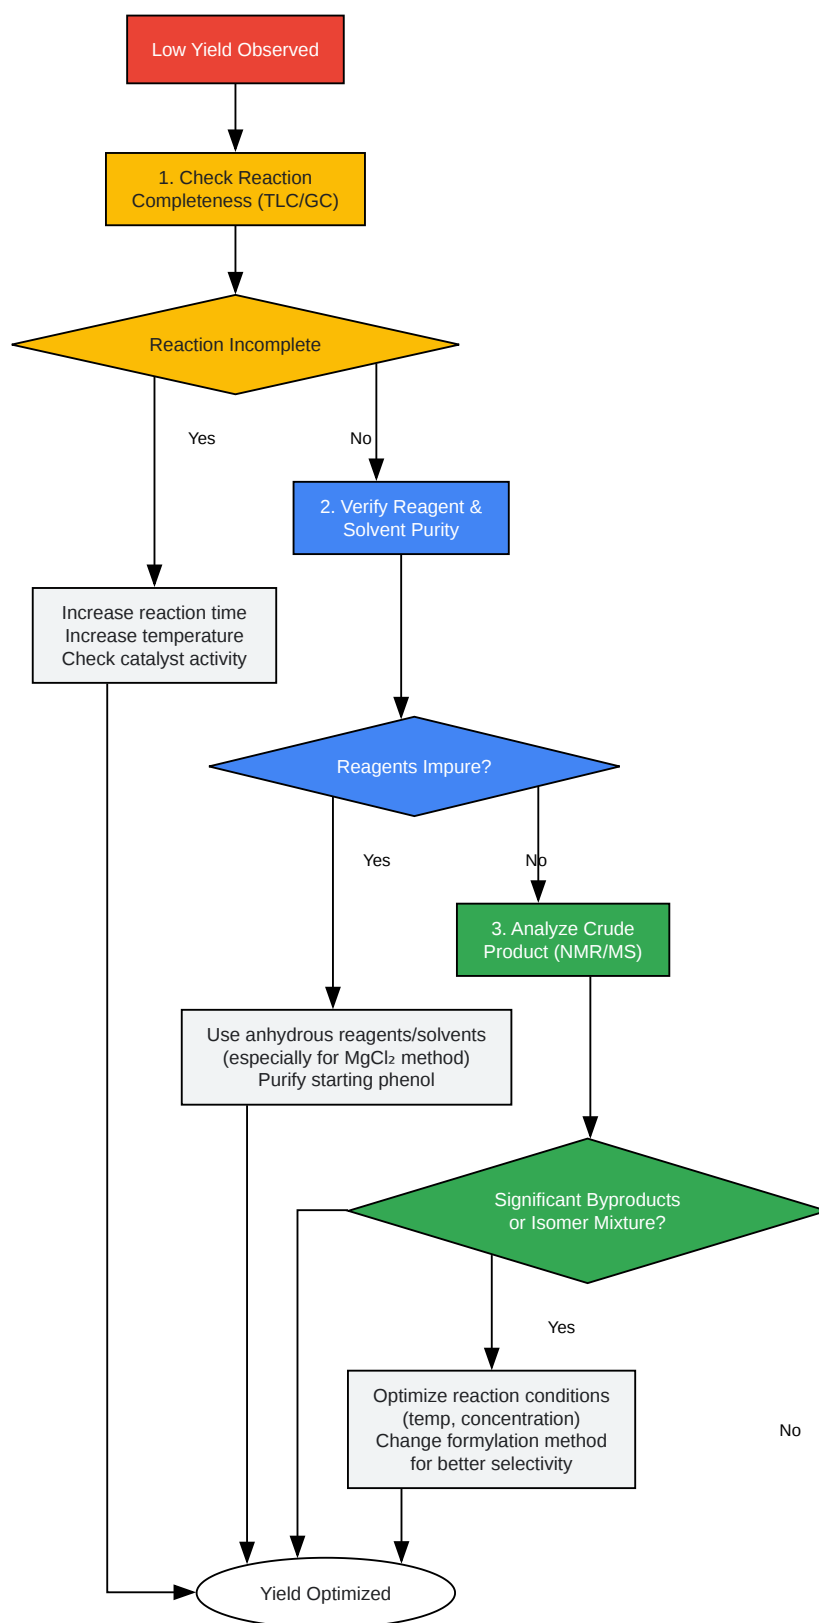 Low Yield Observed
1. Check Reaction
Completeness (TLC/GC)
Reaction Incomplete
Yes
No
2. Verify Reagent &
Solvent Purity
Increase reaction time
Increase temperature
Check catalyst activity
Reagents Impure?
Yes
No
3. Analyze Crude
Product (NMR/MS)
Use anhydrous reagents/solvents
(especially for MgCl₂ method)
Purify starting phenol
Significant Byproducts
or Isomer Mixture?
Yes
Optimize reaction conditions
(temp, concentration)
Change formylation method
for better selectivity
No
Yield Optimized